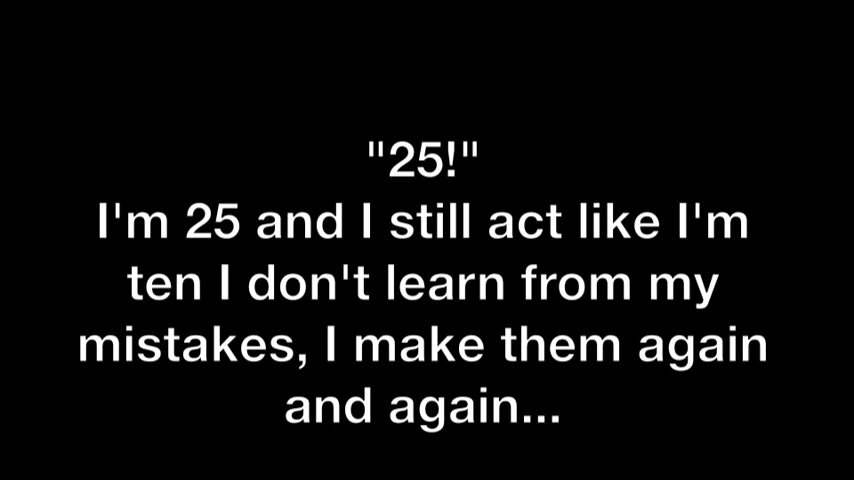 "25!"
I'm 25 and I still act like I'm
ten I don't learn from my
mistakes, I make them again
and again...